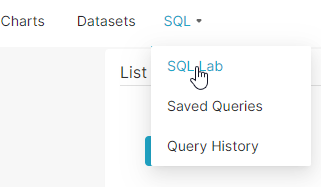 Charts Datasets SQL
SQL Lab
List
Saved Queries
Query History